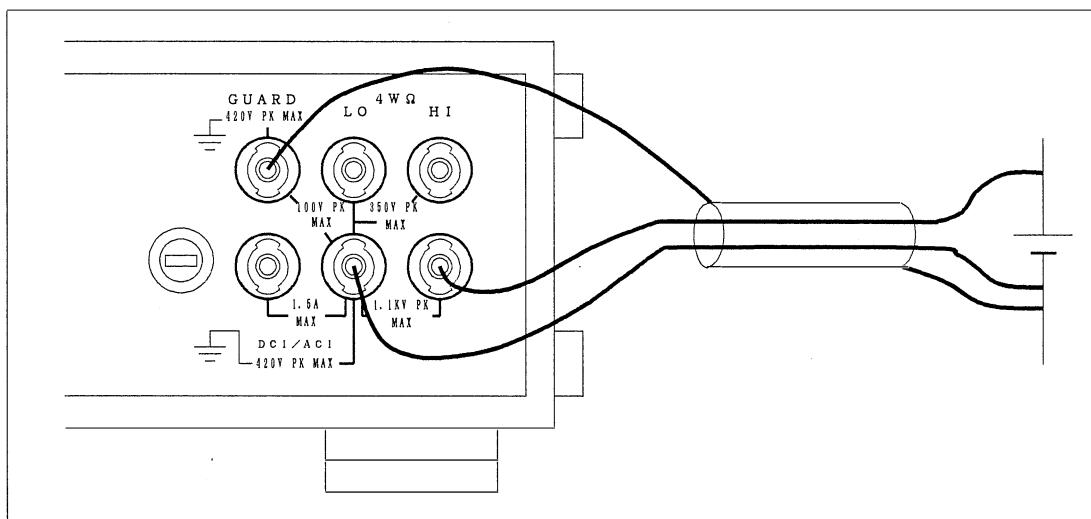 GUARD
420V PK MAX
4WΩ
LO
HI
100V PK
MAX
350V PK
MAX
1.5A
MAX
1.1KV PK
MAX
DCI/ACI
420V PK MAX